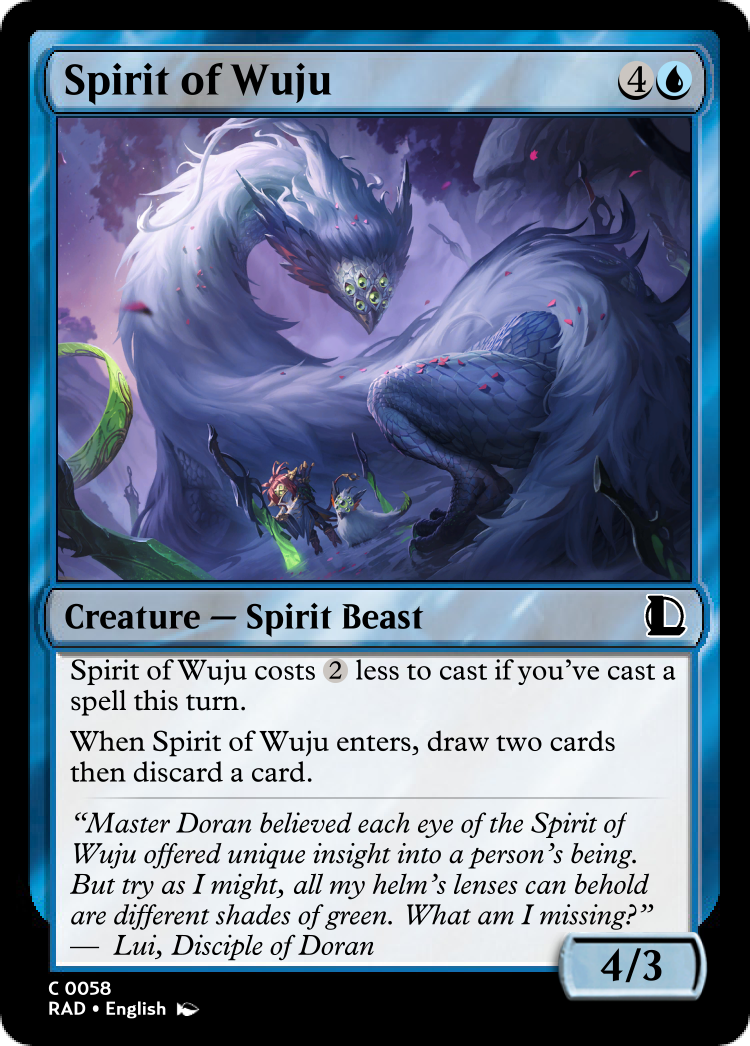 Spirit of Wuju 4
Creature — Spirit Beast
Spirit of Wuju costs 2 less to cast if you've cast a
spell this turn.
When Spirit of Wuju enters, draw two cards
then discard a card.
“Master Doran believed each eye of the Spirit of
Wuju offered unique insight into a person's being.
But try as I might, all my helm's lenses can behold
are different shades of green. What am I missing?”
— Lui, Disciple of Doran
4/3
C 0058
RAD • English